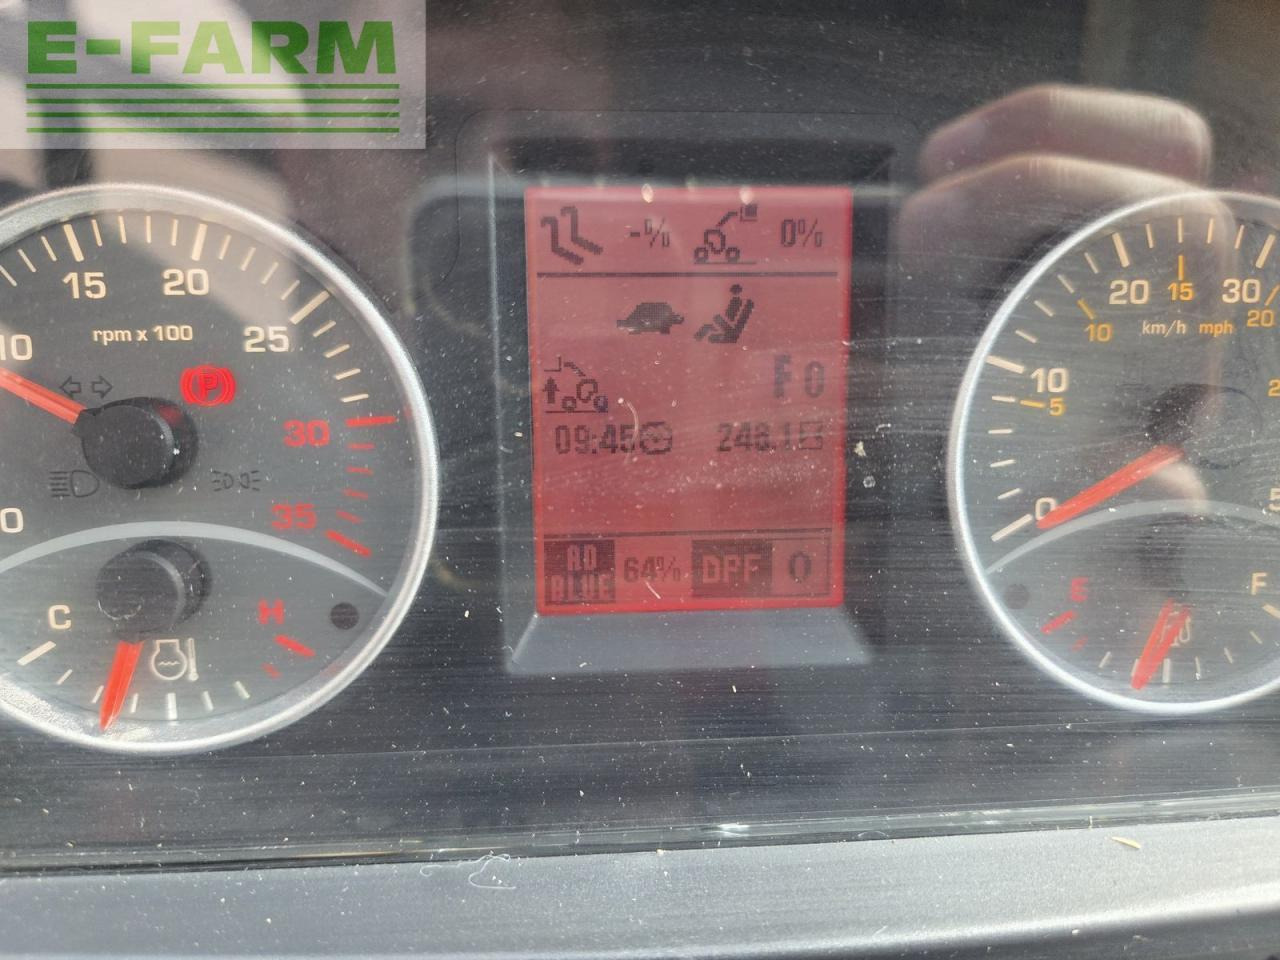 E-FARM
-% 0%
F 0
09:45 248.1
AD BLUE 64% DPF 0
10 15 20 25 30 35
rpm x 100
P
0
C H
0 5 10 10 20 15 30 20
km/h mph
E F